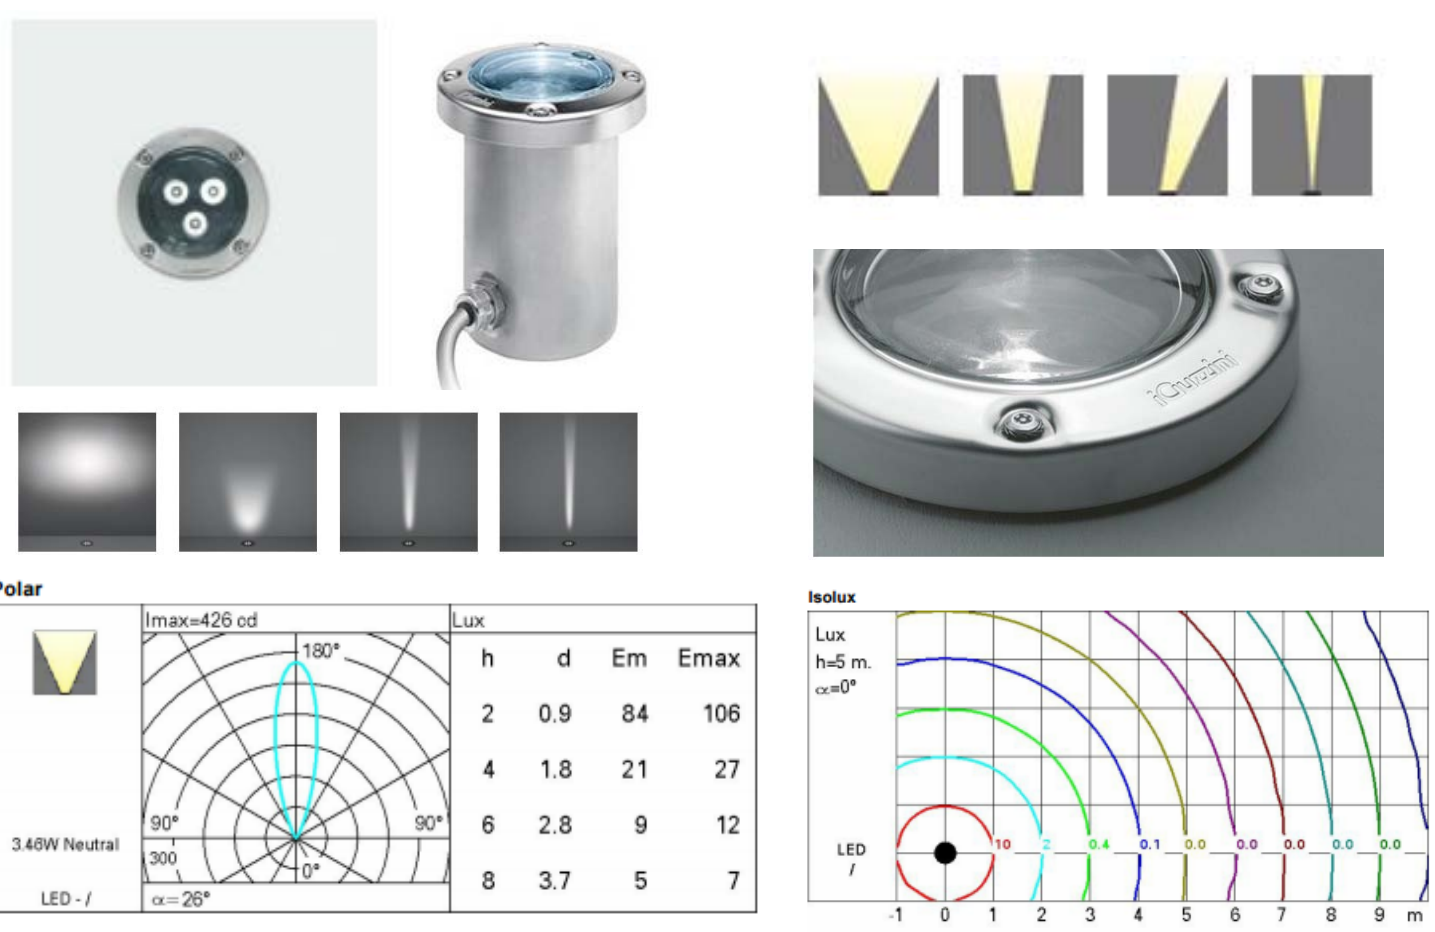 iGuzzini
Polar
Imax=426 cd
Lux
180°
90°
90°
300
0°
3.46W Neutral
LED - /
α=26°
h d Em Emax
2 0.9 84 106
4 1.8 21 27
6 2.8 9 12
8 3.7 5 7
Isolux
Lux
h=5 m.
α=0°
LED
/
10 2 0.4 0.1 0.0 0.0 0.0 0.0 0.0
-1 0 1 2 3 4 5 6 7 8 9 m